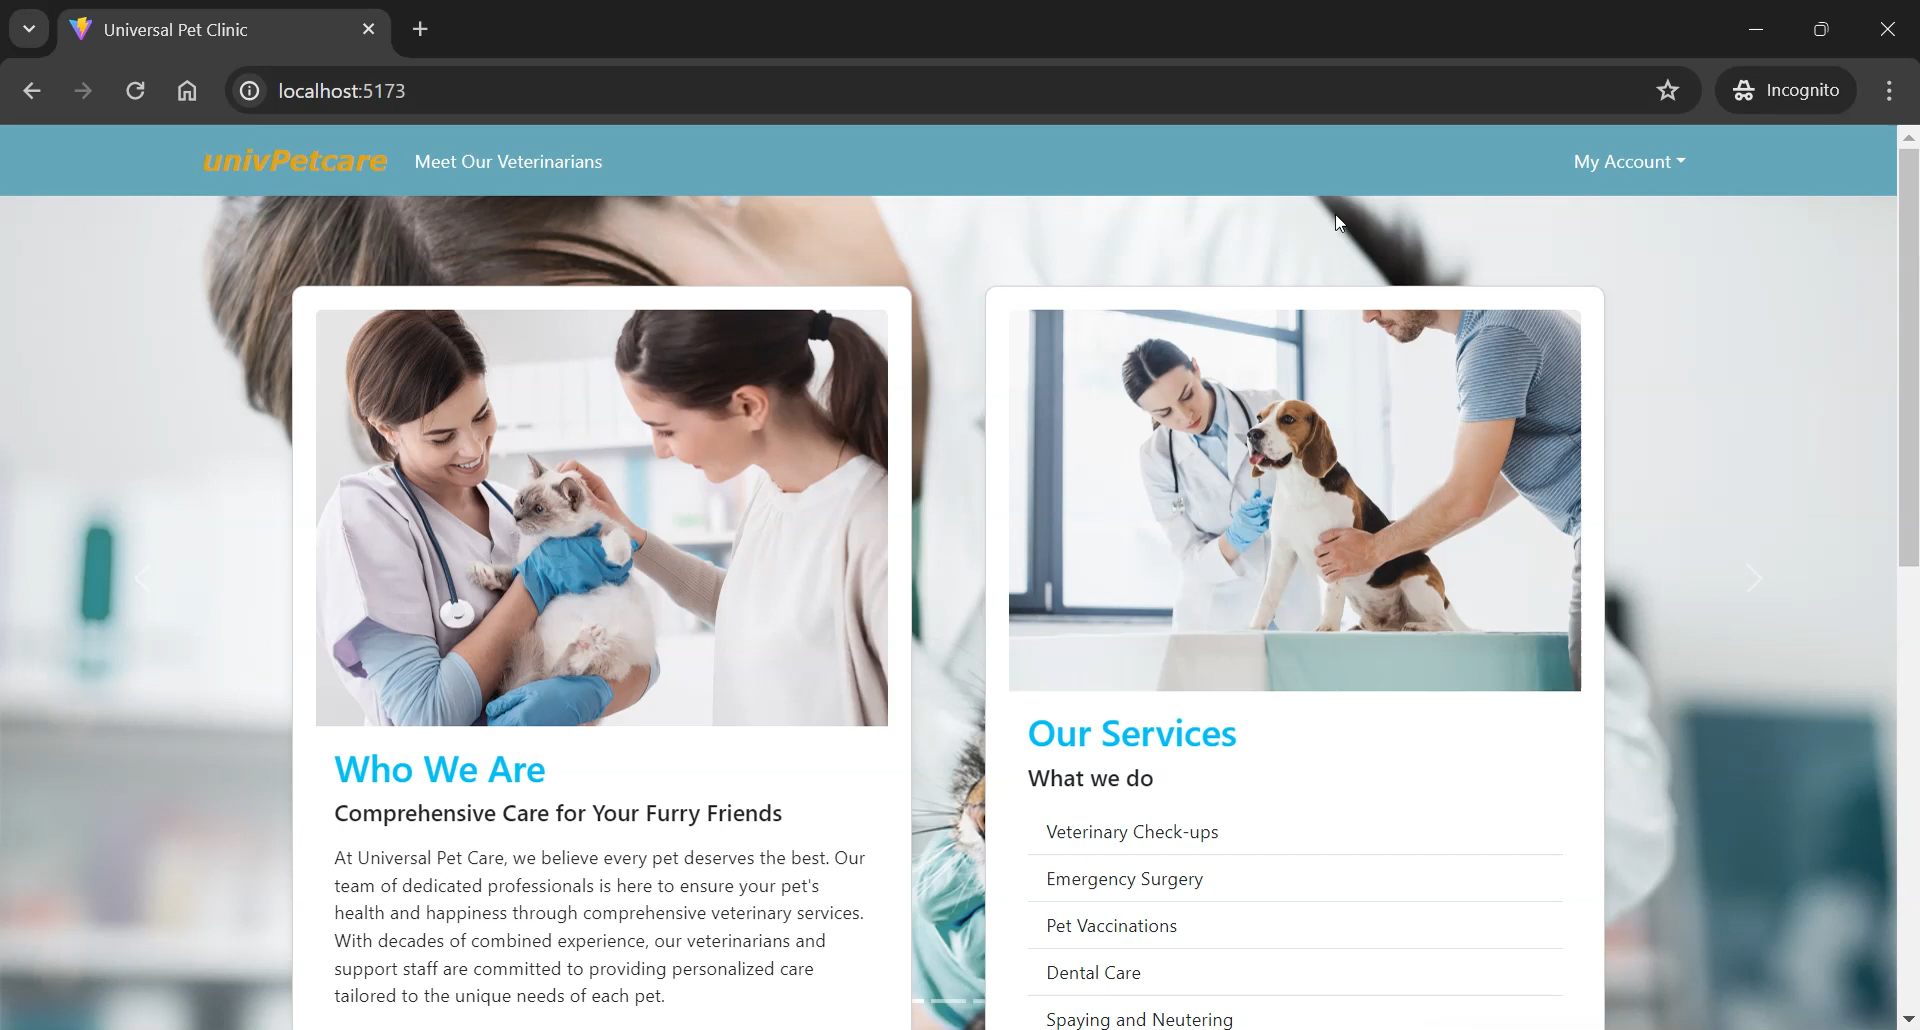 Universal Pet Clinic
localhost:5173
Incognito
univPetcare
Meet Our Veterinarians
My Account
Who We Are
Comprehensive Care for Your Furry Friends
At Universal Pet Care, we believe every pet deserves the best. Our
team of dedicated professionals is here to ensure your pet's
health and happiness through comprehensive veterinary services.
With decades of combined experience, our veterinarians and
support staff are committed to providing personalized care
tailored to the unique needs of each pet.
Our Services
What we do
Veterinary Check-ups
Emergency Surgery
Pet Vaccinations
Dental Care
Spaying and Neutering